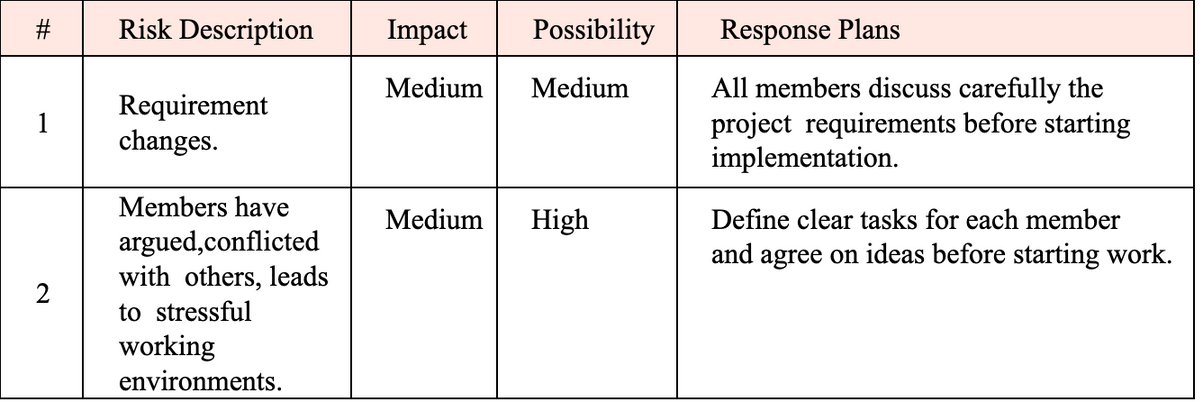 # Risk Description Impact Possibility Response Plans
1
Requirement
changes.
Medium
Medium
All members discuss carefully the
project requirements before starting
implementation.
2
Members have
argued,conflicted
with others, leads
to stressful
working
environments.
Medium
High
Define clear tasks for each member
and agree on ideas before starting work.